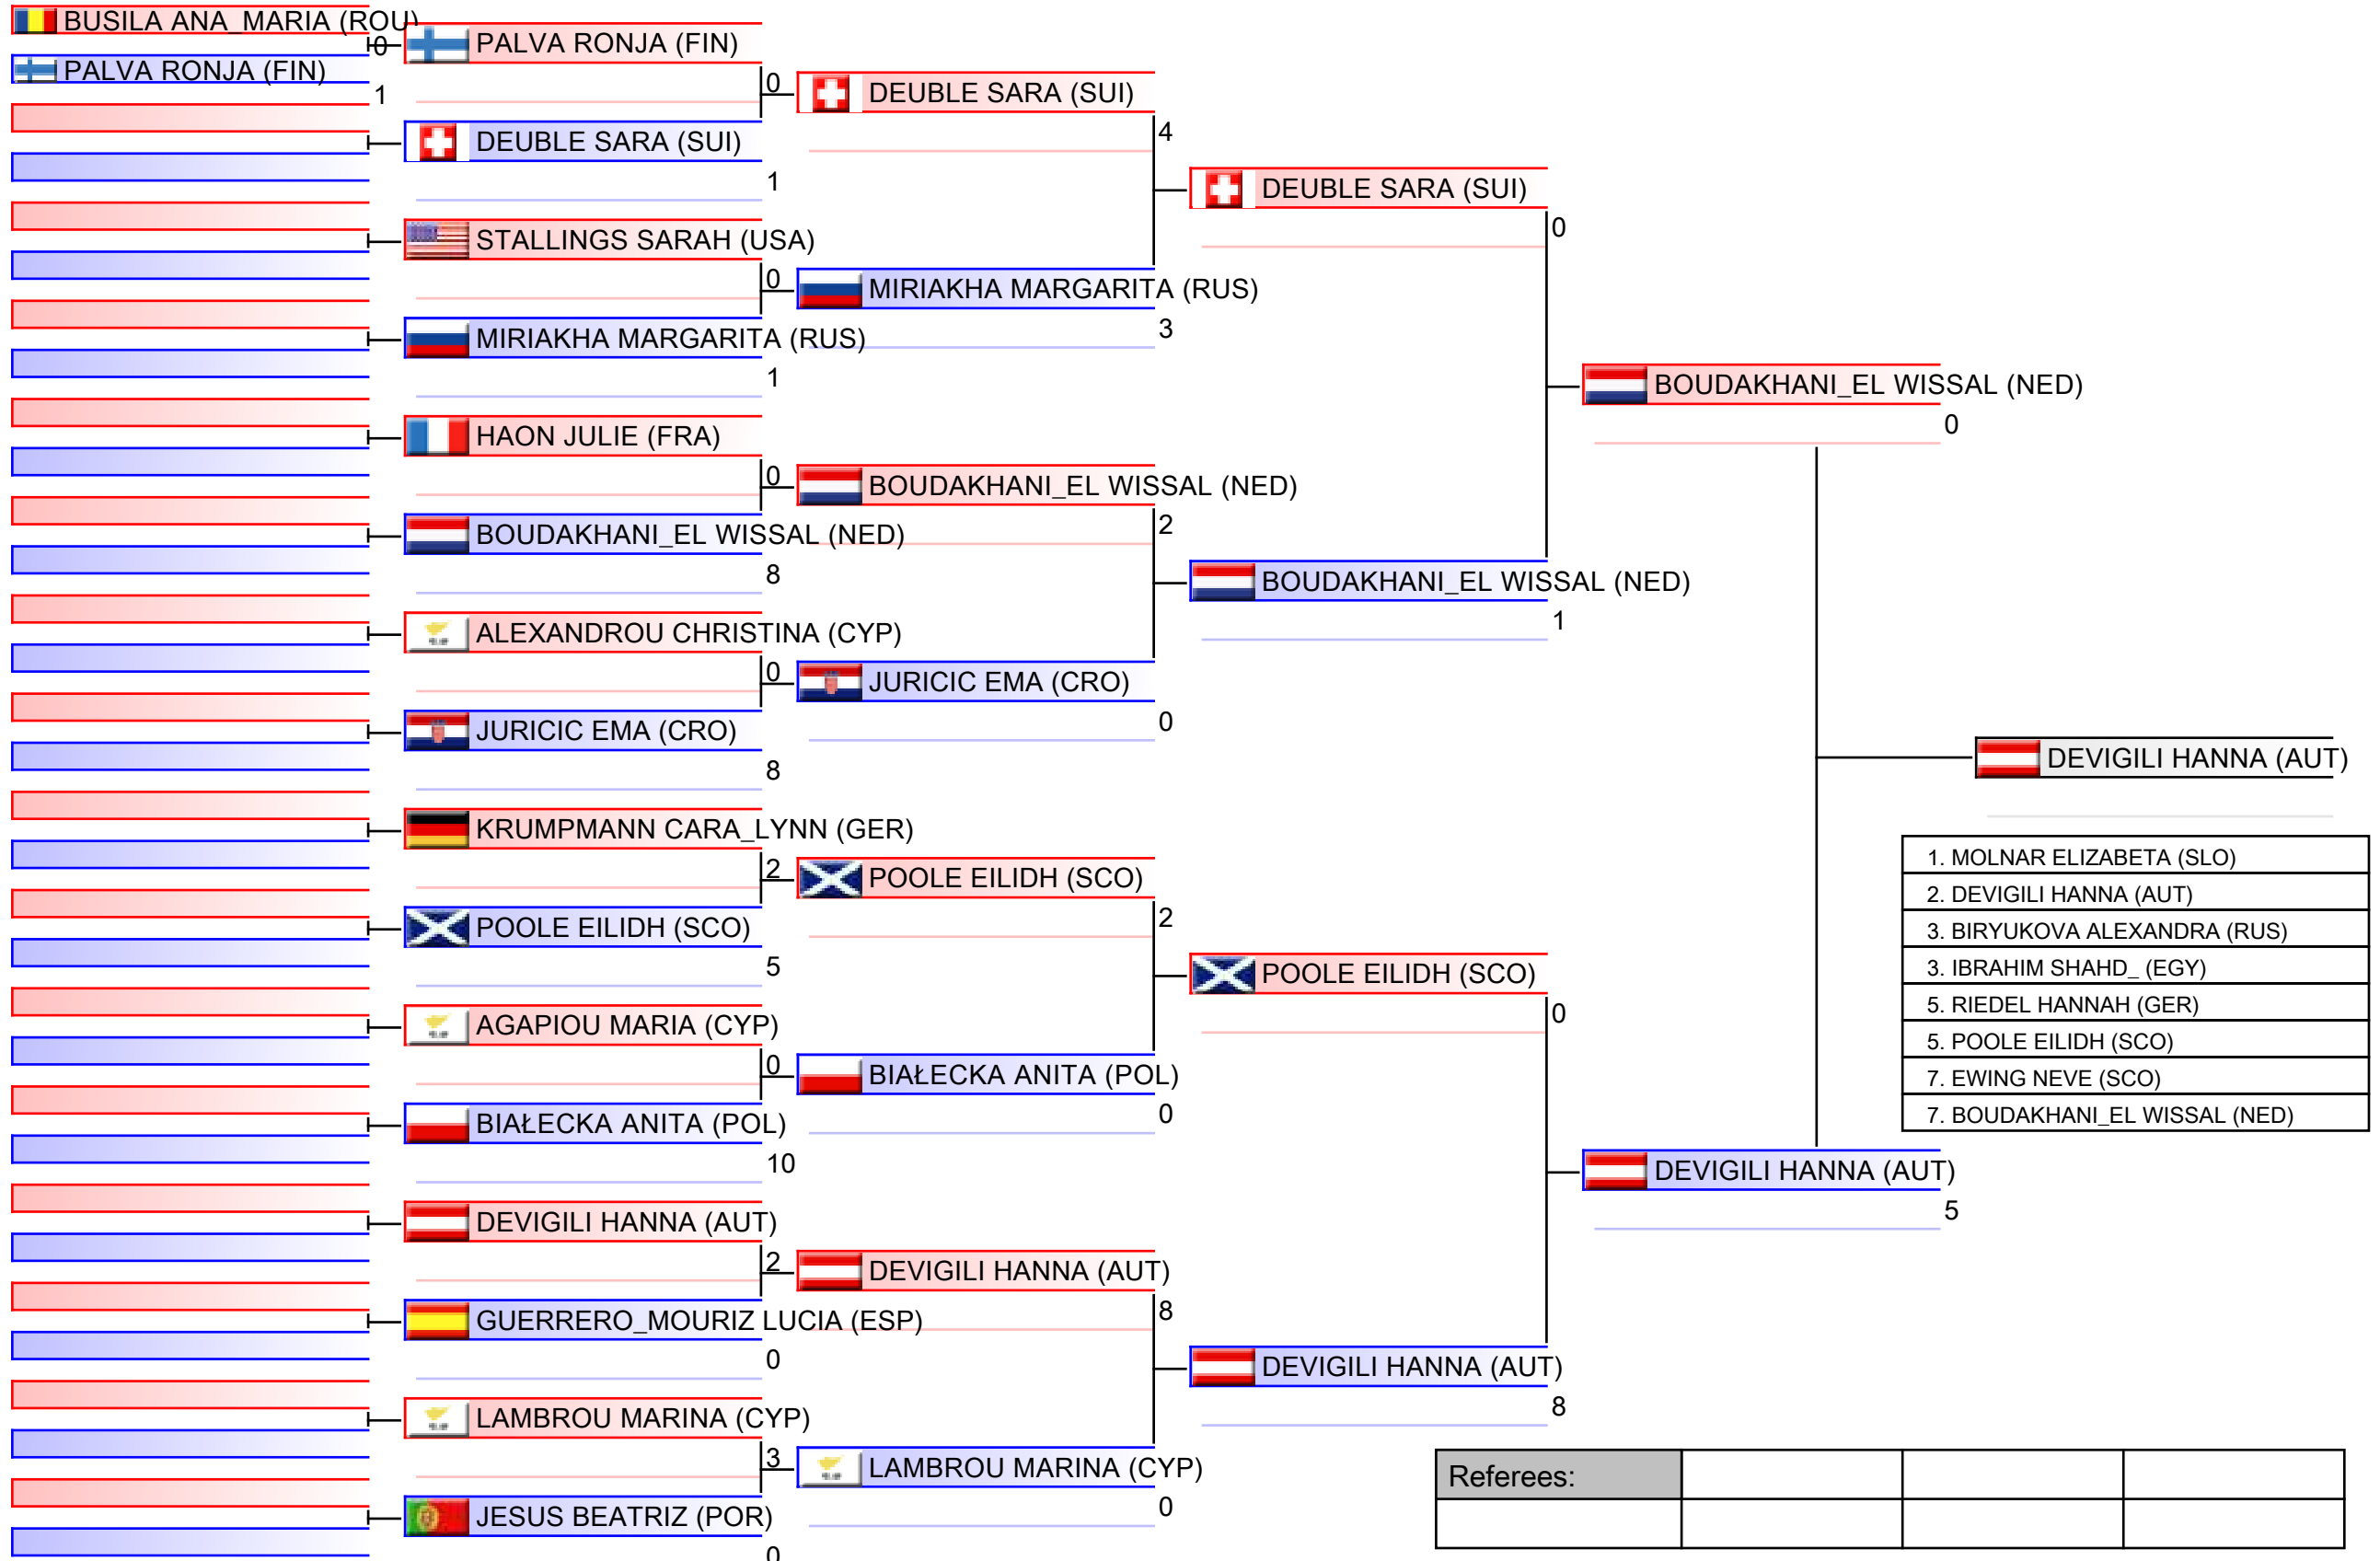 BUSILA ANA_MARIA (ROU)
0
PALVA RONJA (FIN)
1
PALVA RONJA (FIN)
0
DEUBLE SARA (SUI)
1
STALLINGS SARAH (USA)
0
MIRIAKHA MARGARITA (RUS)
1
HAON JULIE (FRA)
0
BOUDAKHANI_EL WISSAL (NED)
8
ALEXANDROU CHRISTINA (CYP)
0
JURICIC EMA (CRO)
8
KRUMPMANN CARA_LYNN (GER)
2
POOLE EILIDH (SCO)
5
AGAPIOU MARIA (CYP)
0
BIAŁECKA ANITA (POL)
10
DEVIGILI HANNA (AUT)
2
GUERRERO_MOURIZ LUCIA (ESP)
0
LAMBROU MARINA (CYP)
3
JESUS BEATRIZ (POR)
0
DEUBLE SARA (SUI)
4
MIRIAKHA MARGARITA (RUS)
3
BOUDAKHANI_EL WISSAL (NED)
2
JURICIC EMA (CRO)
0
POOLE EILIDH (SCO)
2
BIAŁECKA ANITA (POL)
0
DEVIGILI HANNA (AUT)
8
LAMBROU MARINA (CYP)
0
DEUBLE SARA (SUI)
0
BOUDAKHANI_EL WISSAL (NED)
1
POOLE EILIDH (SCO)
0
DEVIGILI HANNA (AUT)
8
BOUDAKHANI_EL WISSAL (NED)
0
DEVIGILI HANNA (AUT)
5
DEVIGILI HANNA (AUT)
1. MOLNAR ELIZABETA (SLO)
2. DEVIGILI HANNA (AUT)
3. BIRYUKOVA ALEXANDRA (RUS)
3. IBRAHIM SHAHD_ (EGY)
5. RIEDEL HANNAH (GER)
5. POOLE EILIDH (SCO)
7. EWING NEVE (SCO)
7. BOUDAKHANI_EL WISSAL (NED)
Referees: